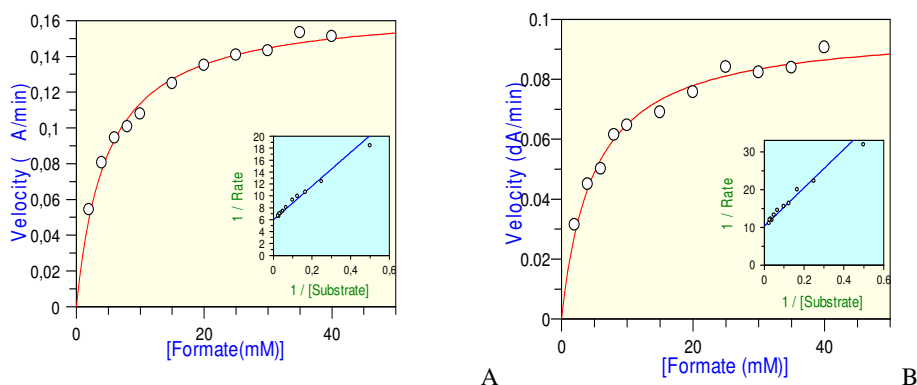 0,16
0,14
0,12
0,1
0,08
0,06
0,04
0,02
0
Velocity ( A/min)
0 20 40
[Formate(mM)]
20
18
16
14
12
10
8
6
4
2
0
1 / Rate
0 0,2 0,4 0,6
1 / [Substrate]
A
0.1
0.08
0.06
0.04
0.02
0
Velocity (dA/min)
0 20 40
[Formate (mM)]
30
20
10
0
1 / Rate
0 0.2 0.4 0.6
1 / [Substrate]
B